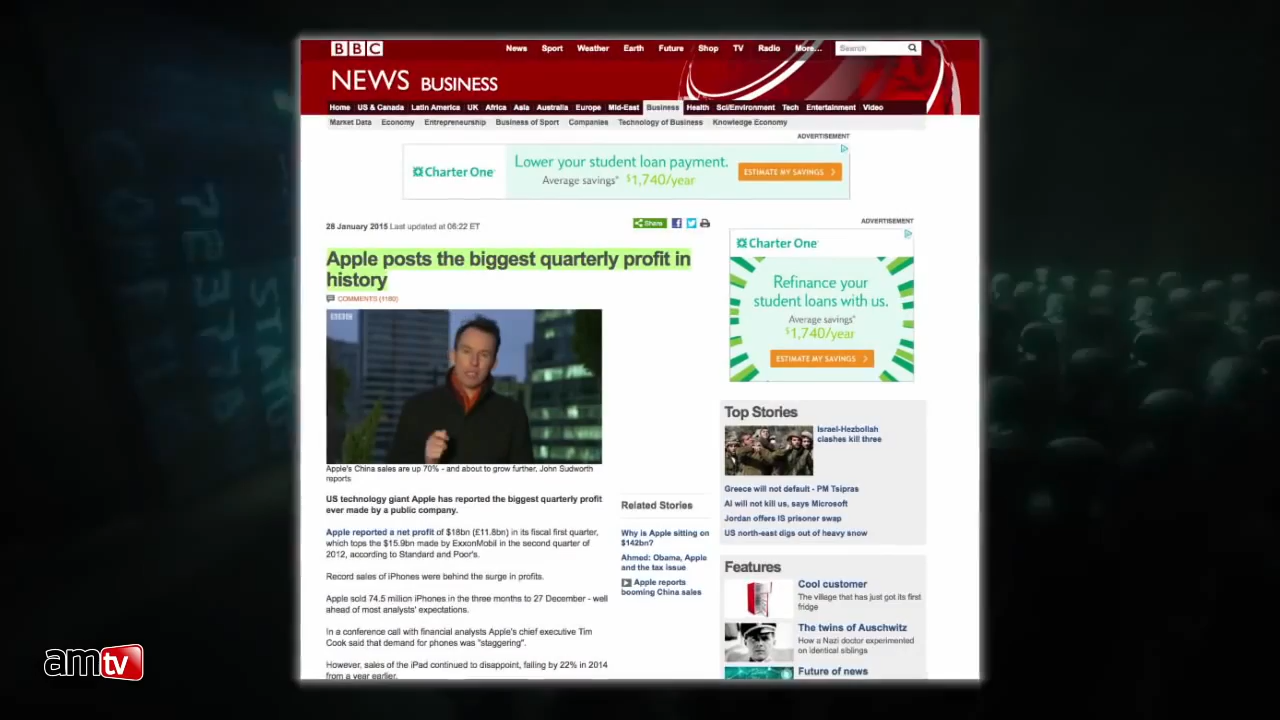 BBC
News Sport Weather Earth Future Shop TV Radio More... Search
NEWS BUSINESS
Home US & Canada Latin America UK Africa Asia Australia Europe Mid-East Business Health Sci/Environment Tech Entertainment Video
Market Data Economy Entrepreneurship Business of Sport Companies Technology of Business Knowledge Economy
ADVERTISEMENT
Charter One
Lower your student loan payment.
Average savings* $1,740/year
ESTIMATE MY SAVINGS >
28 January 2015 Last updated at 06:22 ET
Share
Apple posts the biggest quarterly profit in
history
COMMENTS (1160)
BBC
Apple's China sales are up 70% - and about to grow further. John Sudworth
reports
US technology giant Apple has reported the biggest quarterly profit
ever made by a public company.
Apple reported a net profit of $18bn (£11.8bn) in its fiscal first quarter,
which tops the $15.9bn made by ExxonMobil in the second quarter of
2012, according to Standard and Poor's.
Record sales of iPhones were behind the surge in profits.
Apple sold 74.5 million iPhones in the three months to 27 December - well
ahead of most analysts' expectations.
In a conference call with financial analysts Apple's chief executive Tim
Cook said that demand for phones was "staggering".
However, sales of the iPad continued to disappoint, falling by 22% in 2014
from a year earlier.
Related Stories
Why is Apple sitting on
$142bn?
Ahmed: Obama, Apple
and the tax issue
Apple reports
booming China sales
ADVERTISEMENT
Charter One
Refinance your
student loans with us.
Average savings*
$1,740/year
ESTIMATE MY SAVINGS >
Top Stories
Israel-Hezbollah
clashes kill three
Greece will not default - PM Tsipras
AI will not kill us, says Microsoft
Jordan offers IS prisoner swap
US north-east digs out of heavy snow
Features
Cool customer
The village that has just got its first
fridge
The twins of Auschwitz
How a Nazi doctor experimented
on identical siblings
Future of news
amtv